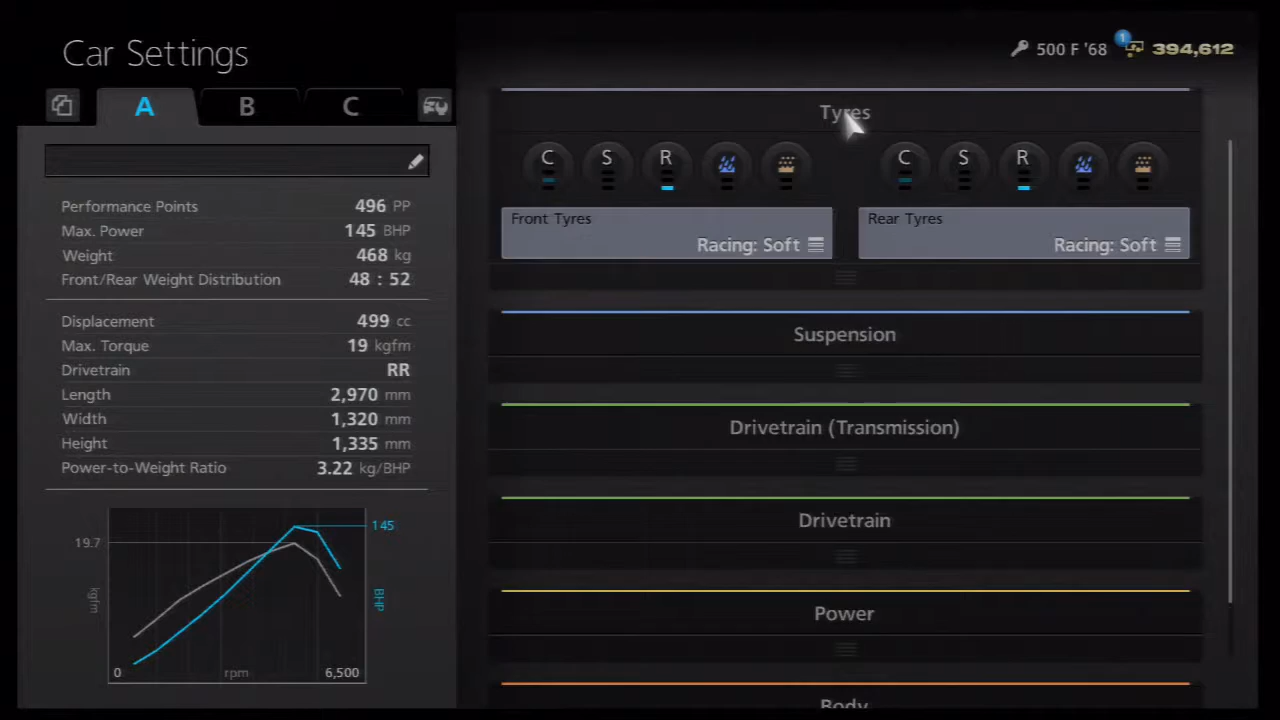 Car Settings
500 F '68
1
394,612
A
B
C
Performance Points 496 PP
Max. Power 145 BHP
Weight 468 kg
Front/Rear Weight Distribution 48 : 52
Displacement 499 cc
Max. Torque 19 kgfm
Drivetrain RR
Length 2,970 mm
Width 1,320 mm
Height 1,335 mm
Power-to-Weight Ratio 3.22 kg/BHP
145
19.7
kgfm
BHP
0 rpm 6,500
Tyres
C S R C S R
Front Tyres
Racing: Soft
Rear Tyres
Racing: Soft
Suspension
Drivetrain (Transmission)
Drivetrain
Power
Body